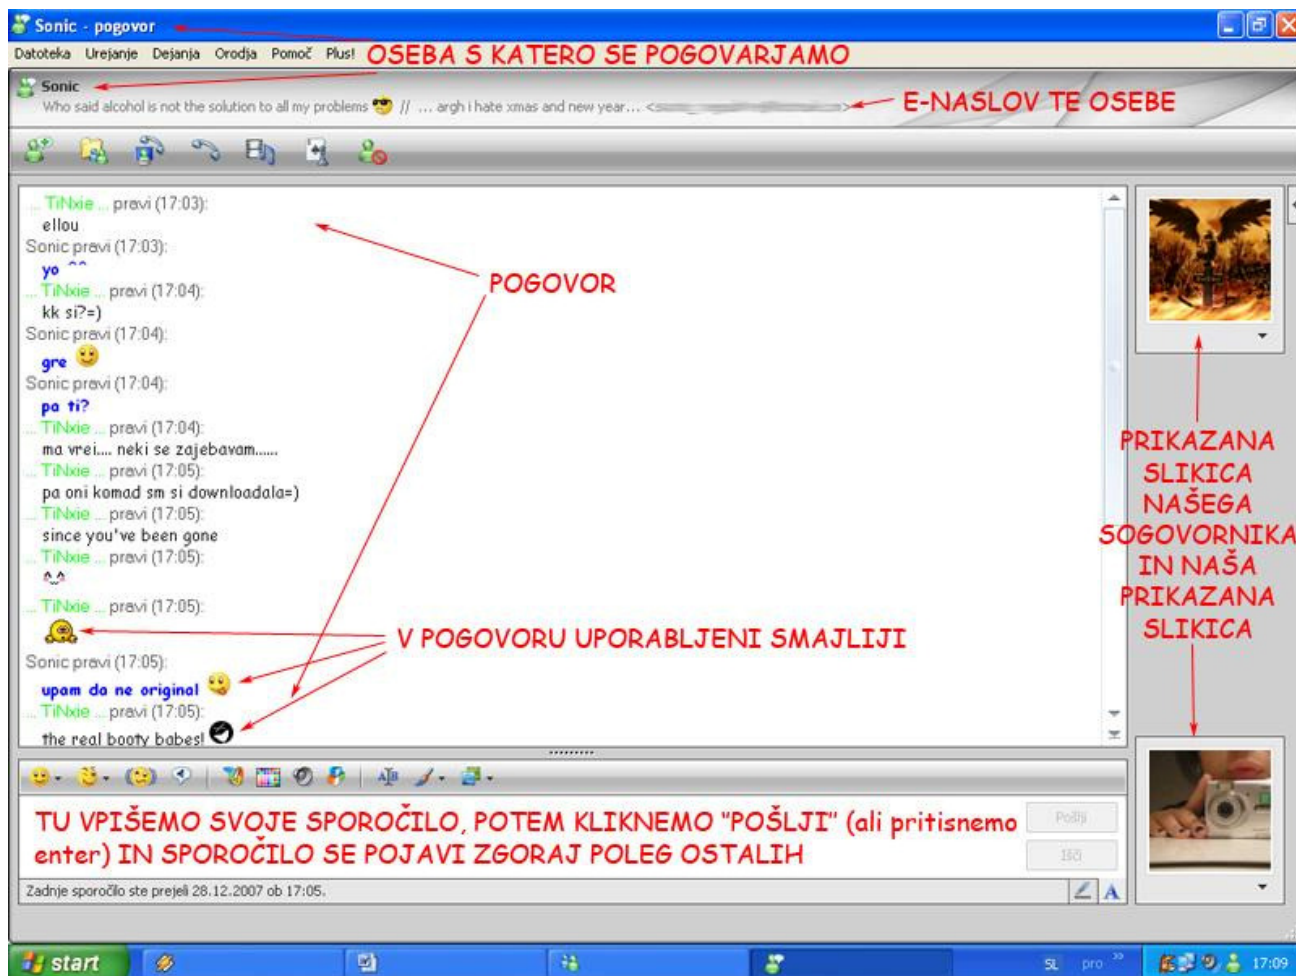 Sonic - pogovor
Datoteka Urejanje Dejanja Orodja Pomoč Plus!
OSEBA S KATERO SE POGOVARJAMO
Sonic
Who said alcohol is not the solution to all my problems // ... argh i hate xmas and new year... < >
E-NASLOV TE OSEBE
... TiNxie ... pravi (17:03):
ellou
Sonic pravi (17:03):
yo ^^
... TiNxie ... pravi (17:04):
kk si?=)
Sonic pravi (17:04):
gre
Sonic pravi (17:04):
pa ti?
... TiNxie ... pravi (17:04):
ma vrei.... neki se zajebavam......
... TiNxie ... pravi (17:05):
pa oni komad sm si downloadala=)
... TiNxie ... pravi (17:05):
since you've been gone
... TiNxie ... pravi (17:05):
^.^
... TiNxie ... pravi (17:05):
Sonic pravi (17:05):
upam da ne original
... TiNxie ... pravi (17:05):
the real booty babes!
POGOVOR
V POGOVORU UPORABLJENI SMAJLIJI
PRIKAZANA
SLIKICA
NAŠEGA
SOGOVORNIKA
IN NAŠA
PRIKAZANA
SLIKICA
TU VPIŠEMO SVOJE SPOROČILO, POTEM KLIKNEMO "POŠLJI" (ali pritisnemo
enter) IN SPOROČILO SE POJAVI ZGORAJ POLEG OSTALIH
Pošlji
Išči
Zadnje sporočilo ste prejeli 28.12.2007 ob 17:05.
start
SL
pro »
17:09